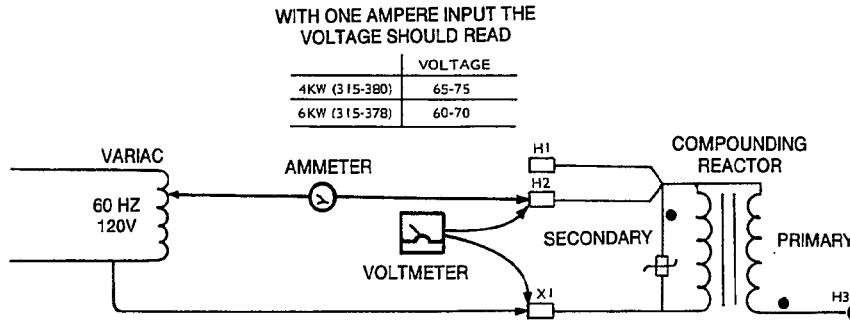 WITH ONE AMPERE INPUT THE
VOLTAGE SHOULD READ
VOLTAGE
4KW (315-380) 65-75
6KW (315-378) 60-70
VARIAC
60 HZ
120V
AMMETER
VOLTMETER
H1
H2
X1
COMPOUNDING
REACTOR
SECONDARY
PRIMARY
H3